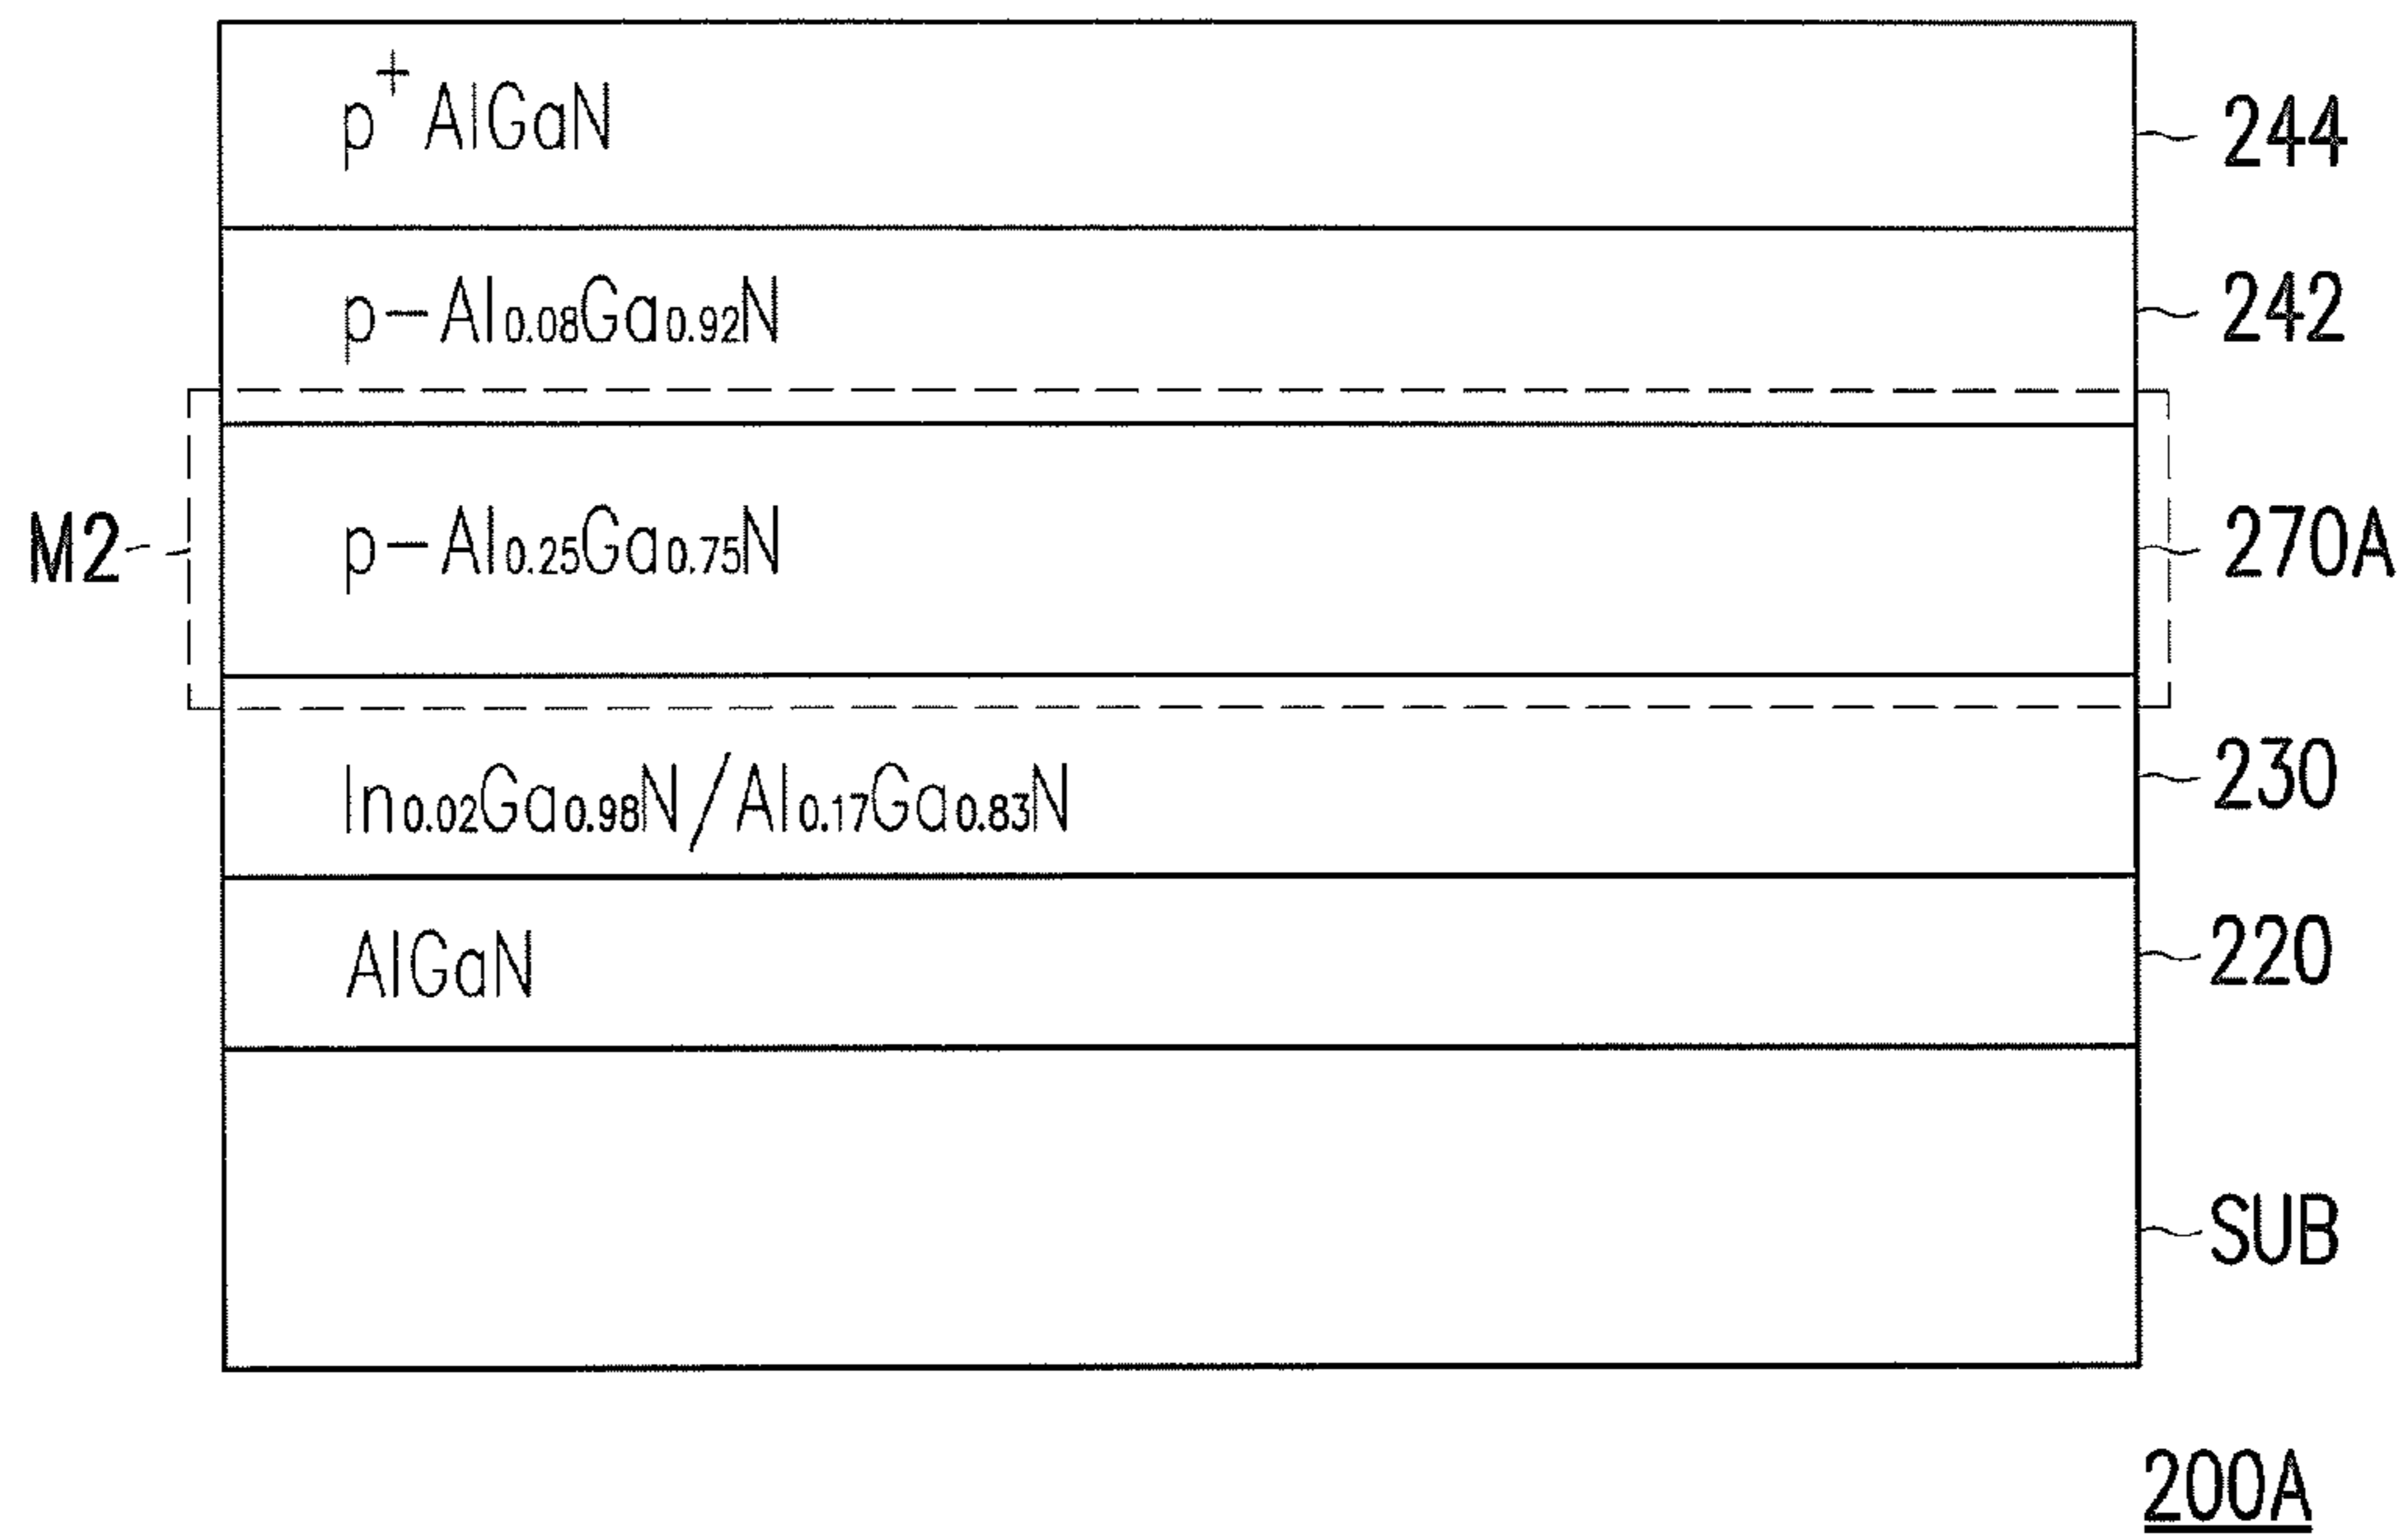 p⁺AlGaN 244
p-Al₀.₀₈Ga₀.₉₂N 242
M2 p-Al₀.₂₅Ga₀.₇₅N 270A
In₀.₀₂Ga₀.₉₈N/Al₀.₁₇Ga₀.₈₃N 230
AlGaN 220
SUB
200A